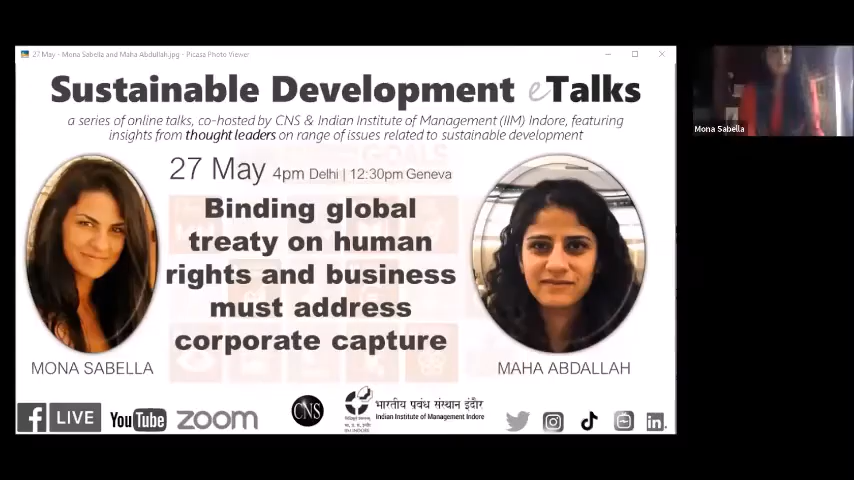 27 May - Mona Sabella and Maha Abdullah.jpg - Picasa Photo Viewer
Sustainable Development eTalks
a series of online talks, co-hosted by CNS & Indian Institute of Management (IIM) Indore, featuring
insights from thought leaders on range of issues related to sustainable development
27 May 4pm Delhi | 12:30pm Geneva
Binding global
treaty on human
rights and business
must address
corporate capture
MONA SABELLA
MAHA ABDALLAH
f LIVE
YouTube
zoom
CNS
भारतीय प्रबंध संस्थान इंदौर
Indian Institute of Management Indore
in.
Mona Sabella